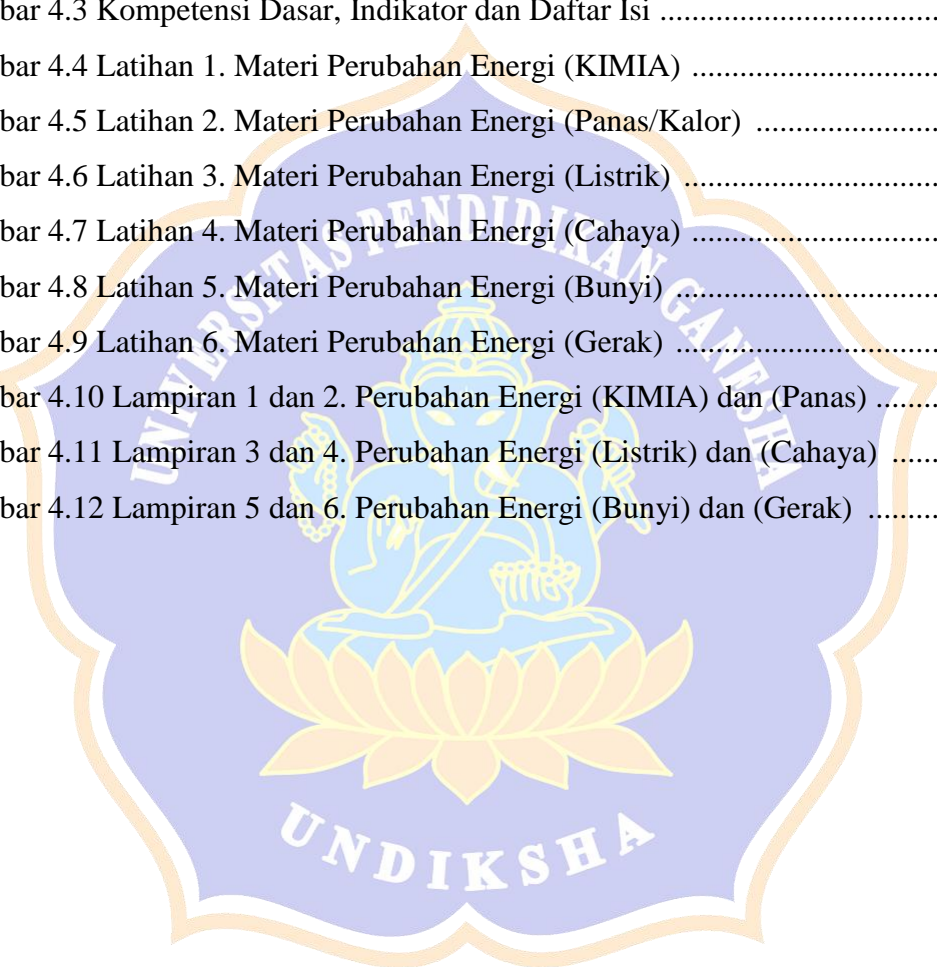 bar 4.3 Kompetensi Dasar, Indikator dan Daftar Isi ...................................
bar 4.4 Latihan 1. Materi Perubahan Energi (KIMIA) ...............................
bar 4.5 Latihan 2. Materi Perubahan Energi (Panas/Kalor) .......................
bar 4.6 Latihan 3. Materi Perubahan Energi (Listrik) ................................
bar 4.7 Latihan 4. Materi Perubahan Energi (Cahaya) ...............................
bar 4.8 Latihan 5. Materi Perubahan Energi (Bunyi) .................................
bar 4.9 Latihan 6. Materi Perubahan Energi (Gerak) .................................
bar 4.10 Lampiran 1 dan 2. Perubahan Energi (KIMIA) dan (Panas) ........
bar 4.11 Lampiran 3 dan 4. Perubahan Energi (Listrik) dan (Cahaya) ......
bar 4.12 Lampiran 5 dan 6. Perubahan Energi (Bunyi) dan (Gerak) .........
UNIVERSITAS PENDIDIKAN GANESHA
UNDIKSHA